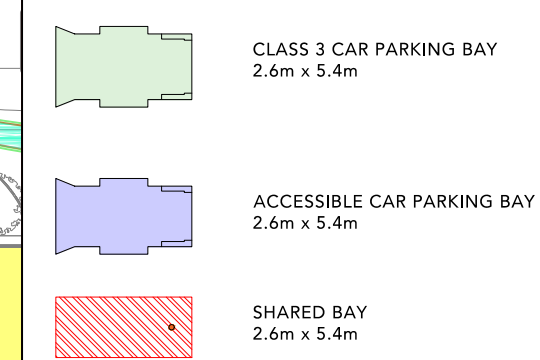 CLASS 3 CAR PARKING BAY
2.6m x 5.4m
ACCESSIBLE CAR PARKING BAY
2.6m x 5.4m
SHARED BAY
2.6m x 5.4m